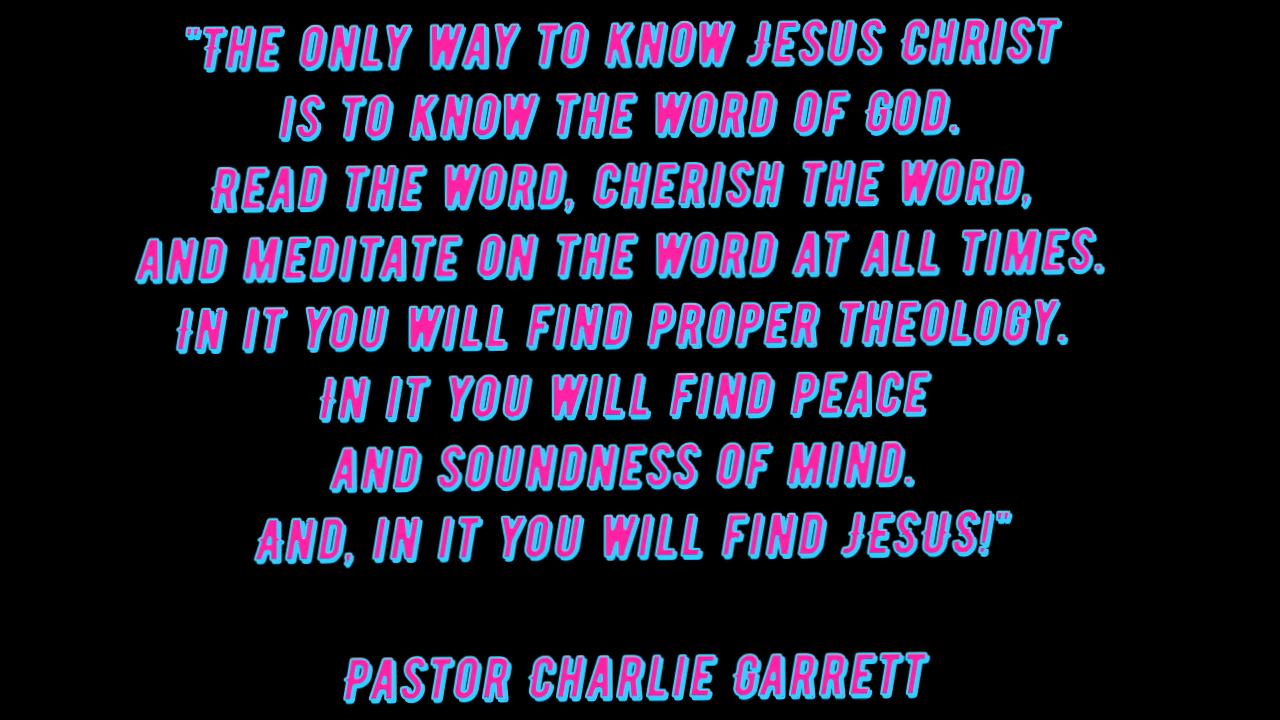 "The only way to know Jesus Christ
is to know the word of God.
Read the Word, cherish the Word,
and meditate on the Word at all times.
In it you will find proper theology.
In it you will find peace
and soundness of mind.
And, in it you will find Jesus!"
Pastor Charlie Garrett